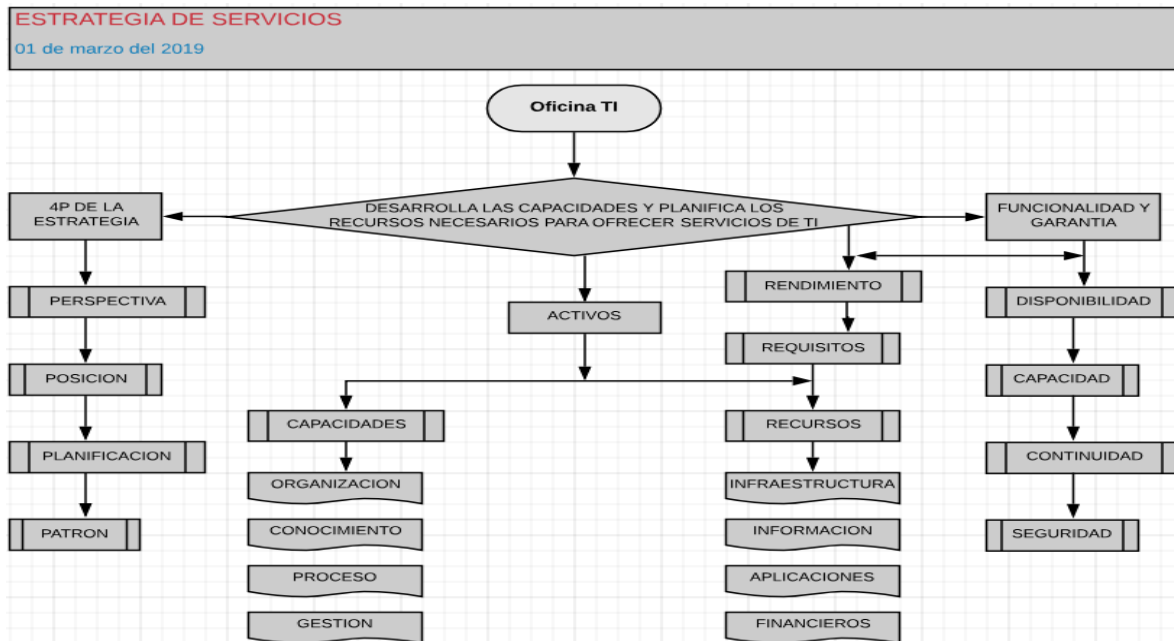 ESTRATEGIA DE SERVICIOS
01 de marzo del 2019
Oficina TI
4P DE LA
ESTRATEGIA
DESARROLLA LAS CAPACIDADES Y PLANIFICA LOS
RECURSOS NECESARIOS PARA OFRECER SERVICIOS DE TI
FUNCIONALIDAD Y
GARANTIA
PERSPECTIVA
POSICION
PLANIFICACION
PATRON
ACTIVOS
CAPACIDADES
ORGANIZACION
CONOCIMIENTO
PROCESO
GESTION
RENDIMIENTO
REQUISITOS
RECURSOS
INFRAESTRUCTURA
INFORMACION
APLICACIONES
FINANCIEROS
DISPONIBILIDAD
CAPACIDAD
CONTINUIDAD
SEGURIDAD